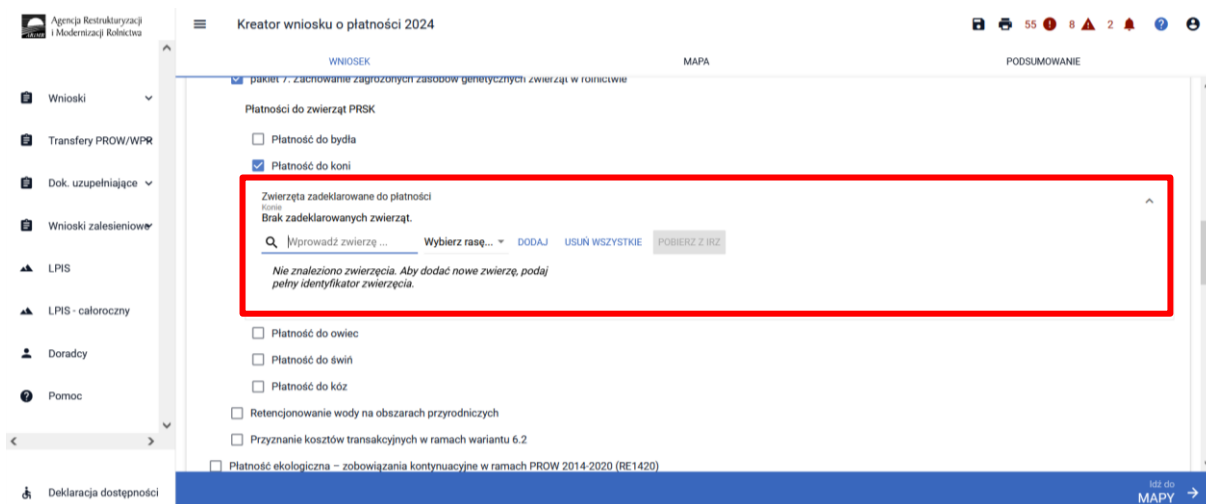 Agencja Restrukturyzacji
i Modernizacji Rolnictwa
Kreator wniosku o płatności 2024
55 8 2
WNIOSEK MAPA PODSUMOWANIE
Wnioski
Transfery PROW/WPR
Dok. uzupełniające
Wnioski zalesieniowe
LPIS
LPIS - całoroczny
Doradcy
Pomoc
Deklaracja dostępności
pakiet 7. Zachowanie zagrożonych zasobów genetycznych zwierząt w rolnictwie
Płatności do zwierząt PRSK
Płatność do bydła
Płatność do koni
Zwierzęta zadeklarowane do płatności
Konie
Brak zadeklarowanych zwierząt.
Wprowadź zwierzę ... Wybierz rasę... DODAJ USUŃ WSZYSTKIE POBIERZ Z IRZ
Nie znaleziono zwierzęcia. Aby dodać nowe zwierzę, podaj
pełny identyfikator zwierzęcia.
Płatność do owiec
Płatność do świń
Płatność do kóz
Retencjonowanie wody na obszarach przyrodniczych
Przyznanie kosztów transakcyjnych w ramach wariantu 6.2
Płatność ekologiczna – zobowiązania kontynuacyjne w ramach PROW 2014-2020 (RE1420)
Idź do
MAPY